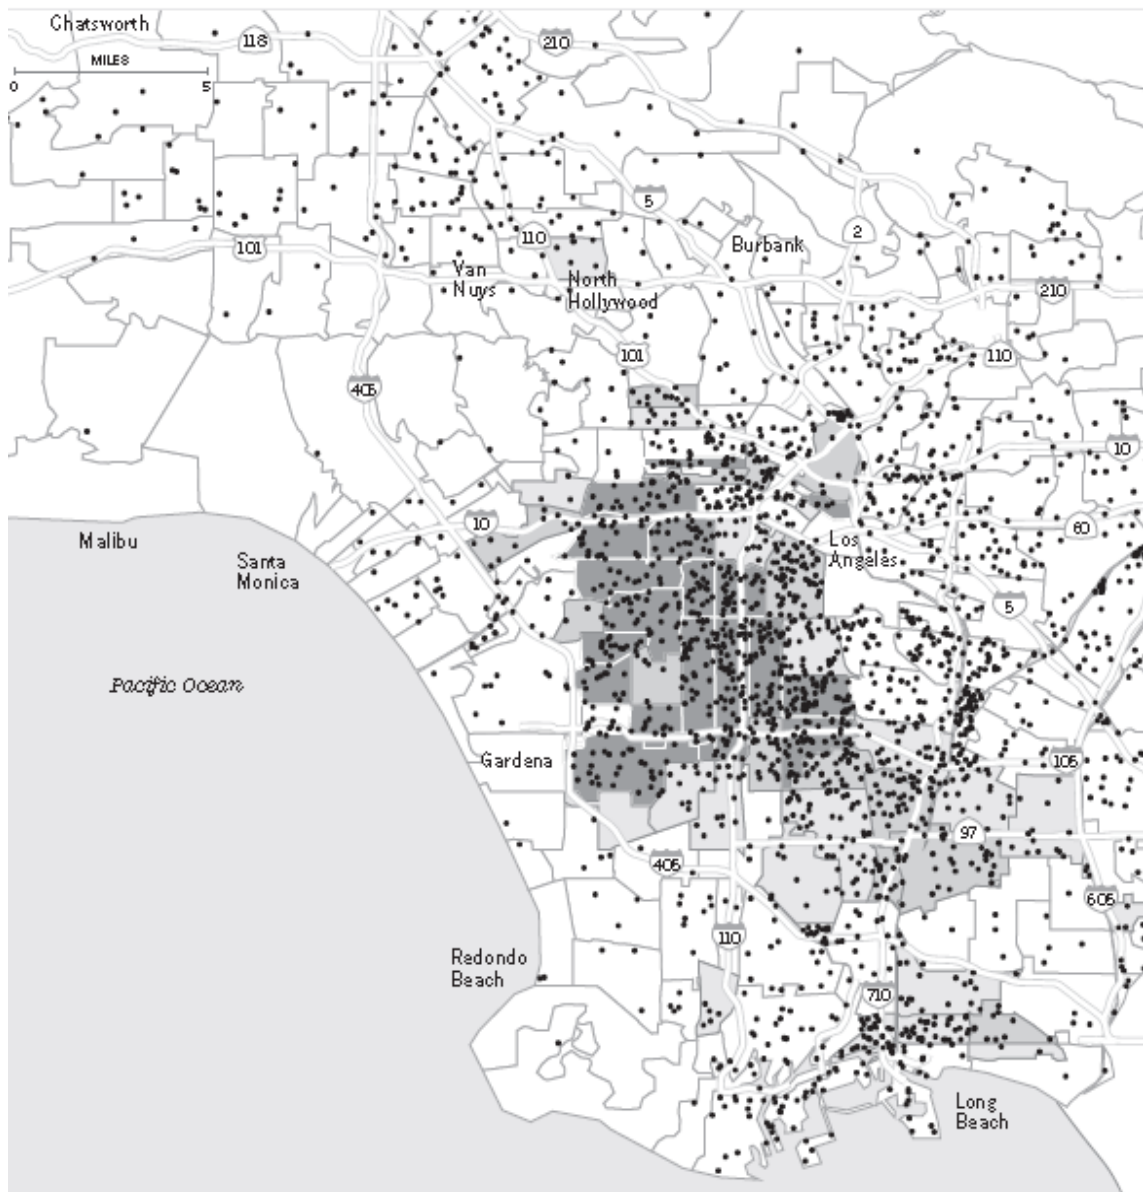 Chatsworth
118
210
MILES
0 5
5
110
2
Burbank
101
Van
Nuys
North
Hollywood
210
101
110
405
10
10
60
Malibu
Los
Angeles
Santa
Monica
5
Pacific Ocean
Gardena
105
97
405
605
110
Redondo
Beach
710
Long
Beach